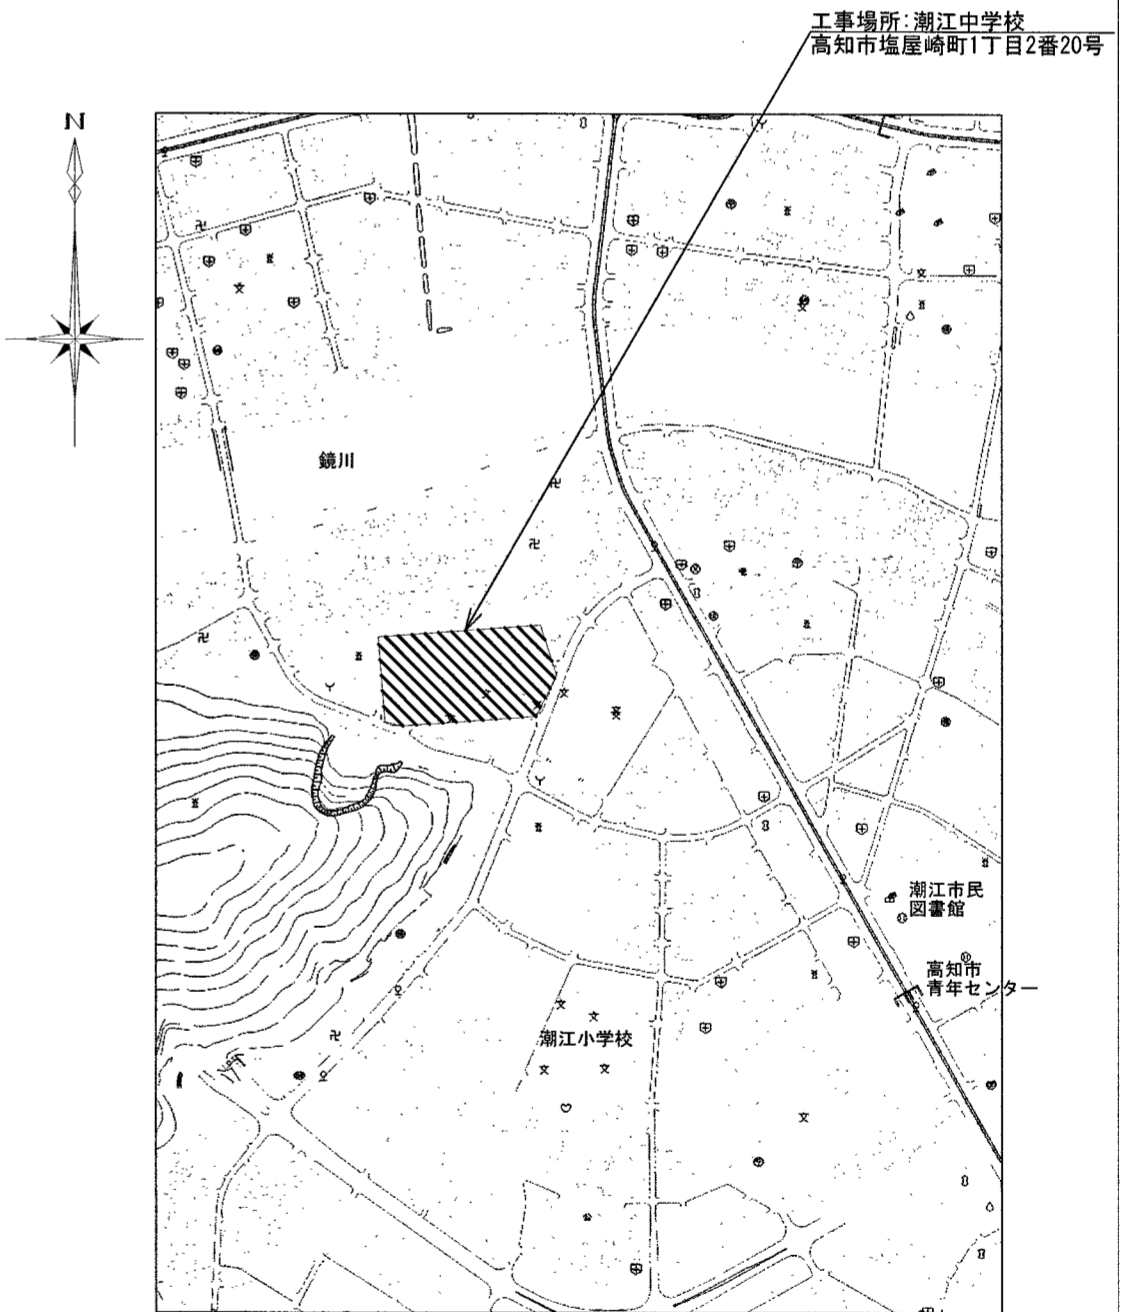 工事場所:潮江中学校
高知市塩屋崎町1丁目2番20号
N
鏡川
潮江市民
図書館
高知市
青年センター
潮江小学校